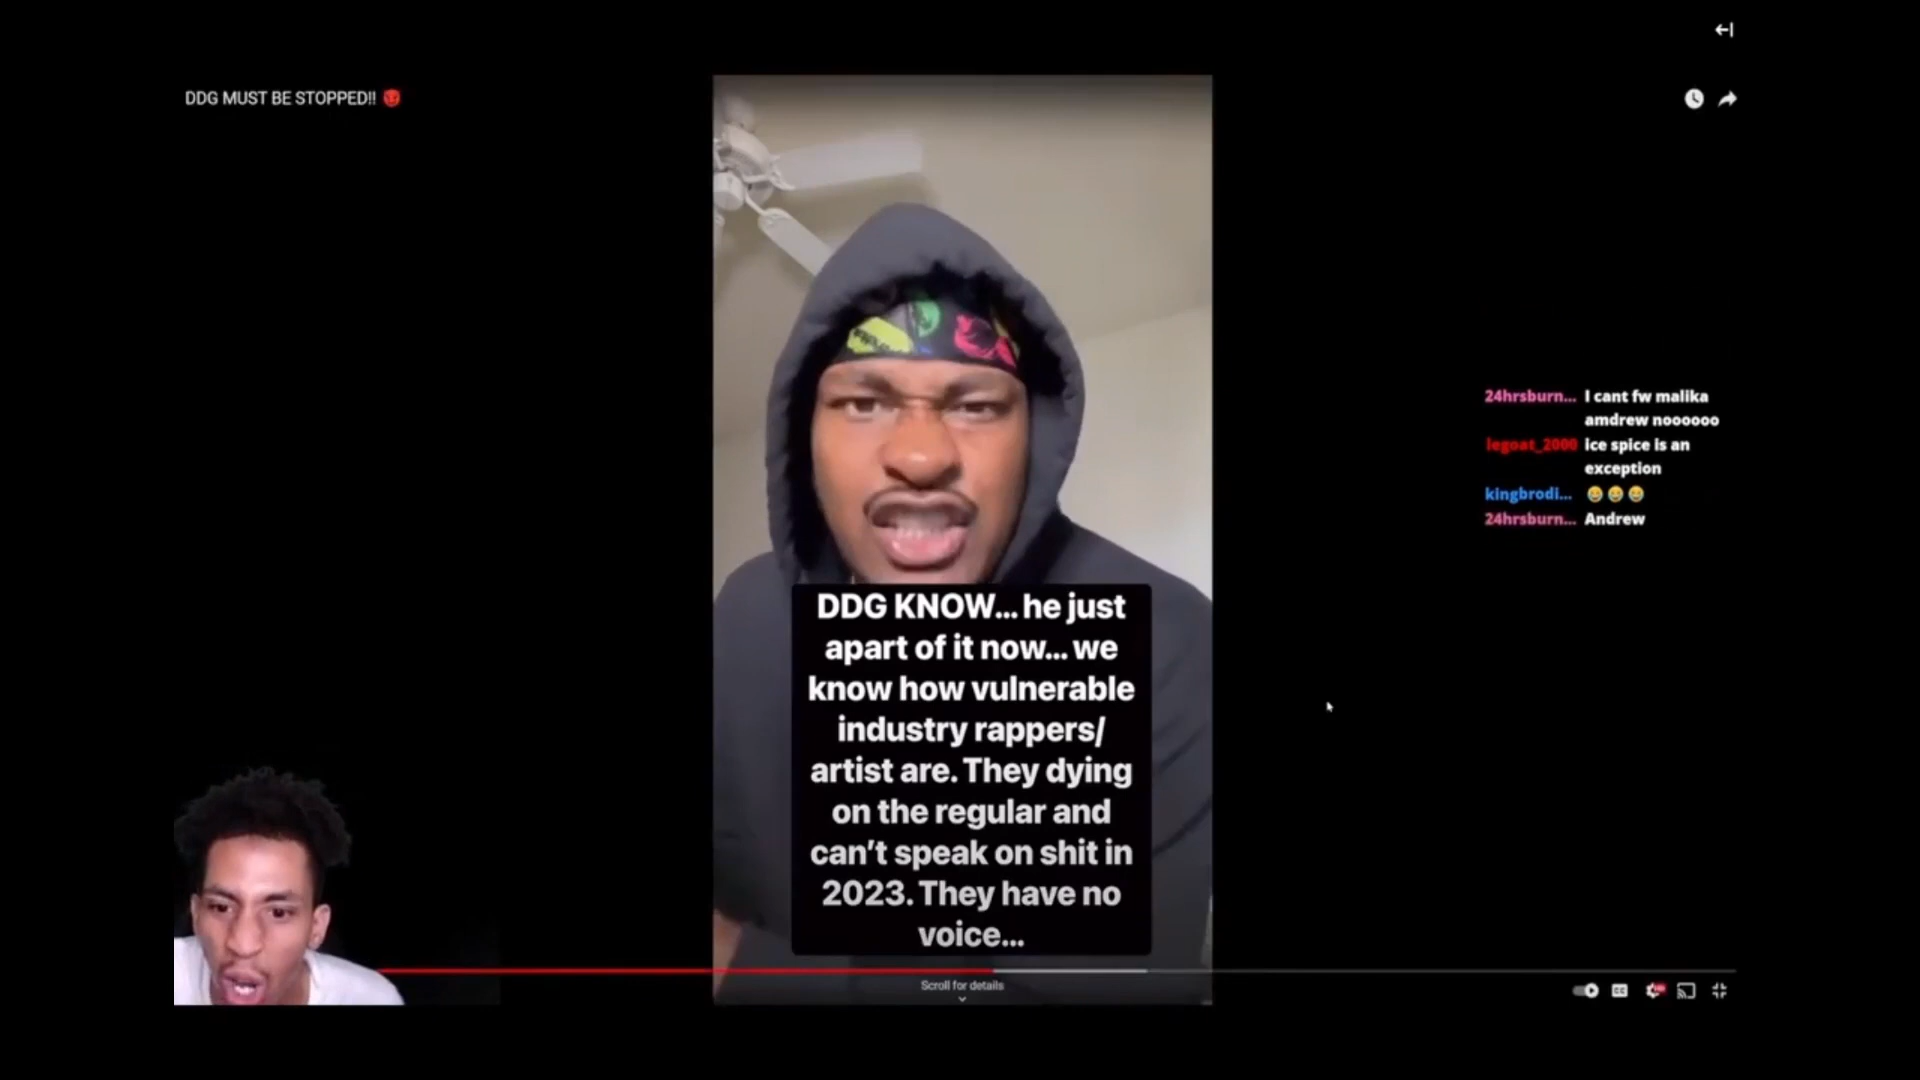 DDG MUST BE STOPPED!! 😡
DDG KNOW... he just
apart of it now... we
know how vulnerable
industry rappers/
artist are. They dying
on the regular and
can't speak on shit in
2023. They have no
voice...
24hrsburn... I cant fw malika
amdrew noooooo
legoat_2000 Ice spice is an
exception
kingbrodi... 😂😂😂
24hrsburn... Andrew
Scroll for details
CC